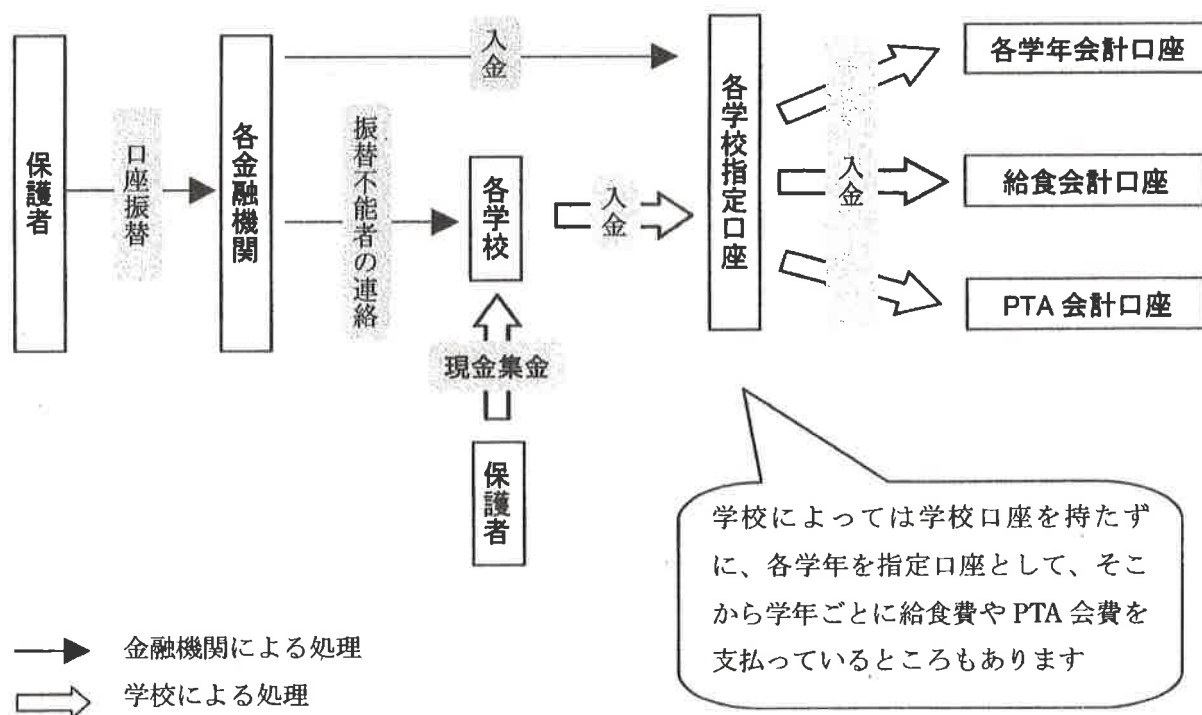 保護者
口座振替
各金融機関
入金
振替不能者の連絡
各学校
入金
現金集金
保護者
各学校指定口座
入金
各学年会計口座
給食会計口座
PTA 会計口座
学校によっては学校口座を持たず
に、各学年を指定口座として、そこ
から学年ごとに給食費や PTA 会費を
支払っているところもあります
金融機関による処理
学校による処理